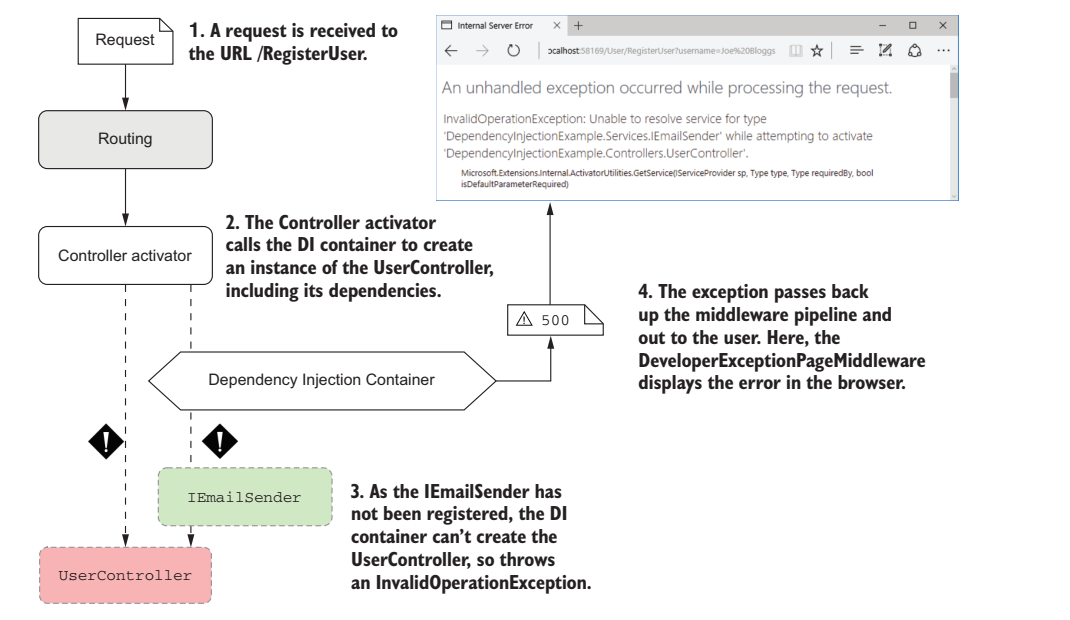 Request
1. A request is received to
the URL /RegisterUser.
Routing
Controller activator
2. The Controller activator
calls the DI container to create
an instance of the UserController,
including its dependencies.
Internal Server Error
ocalhost:58169/User/RegisterUser?username=Joe%20Bloggs
An unhandled exception occurred while processing the request.
InvalidOperationException: Unable to resolve service for type
'DependencyInjectionExample.Services.IEmailSender' while attempting to activate
'DependencyInjectionExample.Controllers.UserController'.
Microsoft.Extensions.Internal.ActivatorUtilities.GetService(IServiceProvider sp, Type type, Type requiredBy, bool
isDefaultParameterRequired)
500
4. The exception passes back
up the middleware pipeline and
out to the user. Here, the
DeveloperExceptionPageMiddleware
displays the error in the browser.
Dependency Injection Container
IEmailSender
UserController
3. As the IEmailSender has
not been registered, the DI
container can't create the
UserController, so throws
an InvalidOperationException.